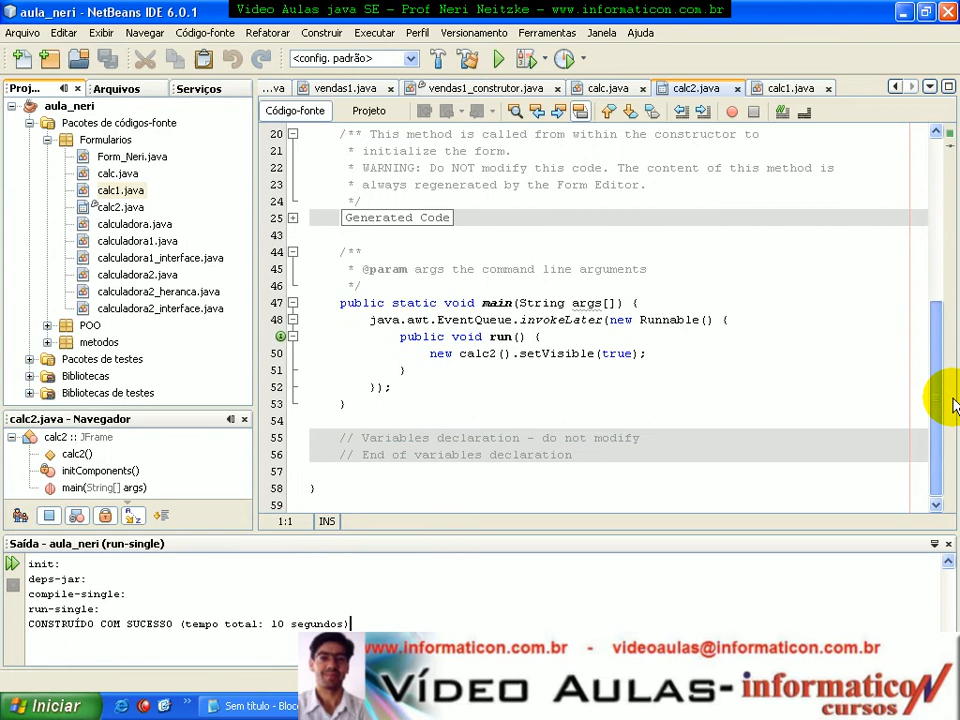 aula_neri - NetBeans IDE 6.0.1
Video Aulas java SE - Prof Neri Neitzke - www.informaticon.com.br
Arquivo Editar Exibir Navegar Código-fonte Refatorar Construir Executar Perfil Versionamento Ferramentas Janela Ajuda
<config. padrão>
Proj... Arquivos Serviços
...va vendas1.java vendas1_construtor.java calc.java calc2.java calc1.java
Código-fonte Projeto
aula_neri
Pacotes de códigos-fonte
Formularios
Form_Neri.java
calc.java
calc1.java
calc2.java
calculadora.java
calculadora1.java
calculadora1_interface.java
calculadora2.java
calculadora2_heranca.java
calculadora2_interface.java
POO
metodos
Pacotes de testes
Bibliotecas
Bibliotecas de testes
20 /** This method is called from within the constructor to
21 * initialize the form.
22 * WARNING: Do NOT modify this code. The content of this method is
23 * always regenerated by the Form Editor.
24 */
25 Generated Code
43
44 /**
45 * @param args the command line arguments
46 */
47 public static void main(String args[]) {
48 java.awt.EventQueue.invokeLater(new Runnable() {
public void run() {
50 new calc2().setVisible(true);
51 }
52 });
53 }
54
55 // Variables declaration - do not modify
56 // End of variables declaration
57
58 }
59
1:1 INS
calc2.java - Navegador
calc2 :: JFrame
calc2()
initComponents()
main(String[] args)
Saída - aula_neri (run-single)
init:
deps-jar:
compile-single:
run-single:
CONSTRUÍDO COM SUCESSO (tempo total: 10 segundos)
www.informaticon.com.br - videoaulas@informaticon.com.br
VÍDEO AULAS- informaticon
cursos
Iniciar
Sem título - Bloc